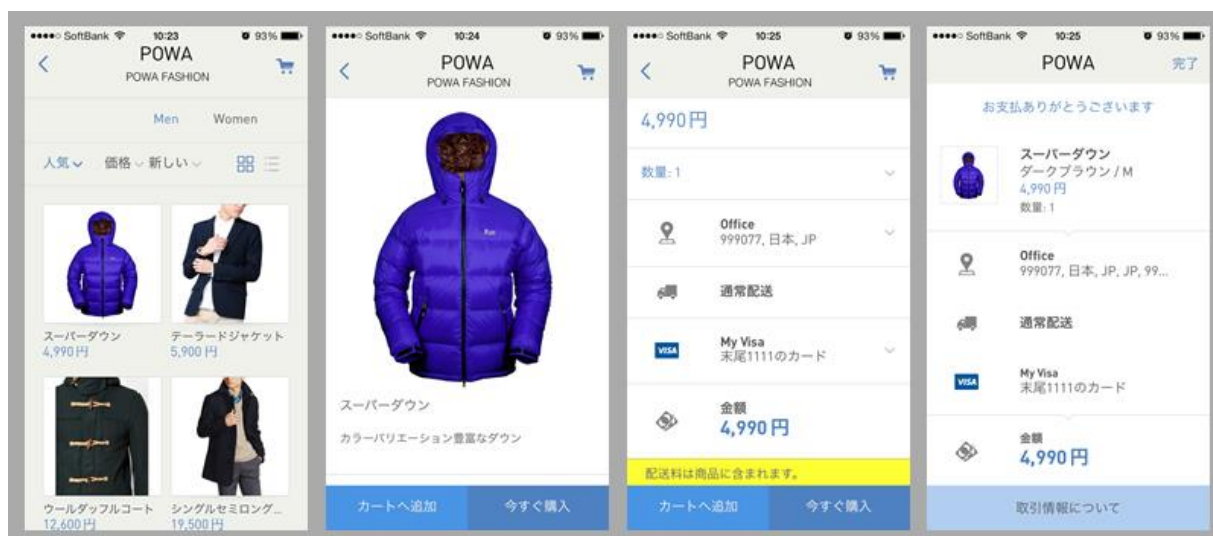 SoftBank 10:23 93%
POWA
POWA FASHION
Men Women
人気 価格 新しい
スーパーダウン
4,990円
テーラードジャケット
5,900円
ウールダッフルコート
12,600円
シングルセミロング...
19,500円
SoftBank 10:24 93%
POWA
POWA FASHION
スーパーダウン
カラーバリエーション豊富なダウン
カートへ追加 今すぐ購入
SoftBank 10:25 93%
POWA
POWA FASHION
4,990円
数量: 1
Office
999077, 日本, JP
通常配送
VISA
My Visa
末尾1111のカード
金額
4,990円
配送料は商品に含まれます。
カートへ追加 今すぐ購入
SoftBank 10:25 93%
POWA 完了
お支払ありがとうございます
スーパーダウン
ダークブラウン / M
4,990円
数量: 1
Office
999077, 日本, JP, JP, 99...
通常配送
VISA
My Visa
末尾1111のカード
金額
4,990円
取引情報について